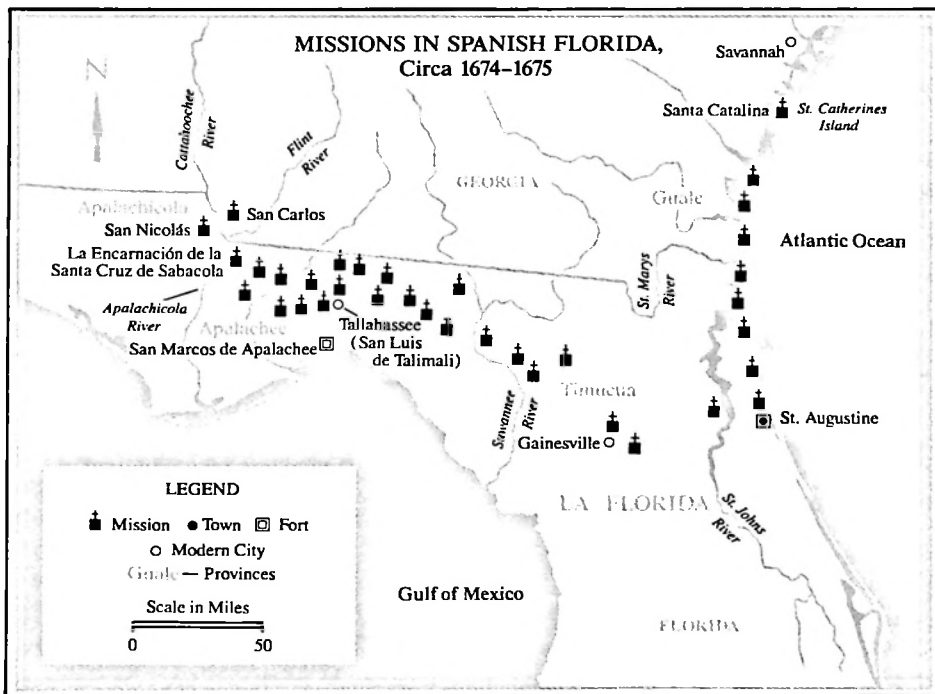 MISSIONS IN SPANISH FLORIDA,
Circa 1674–1675
N
Savannah
Santa Catalina
St. Catherines
Island
Cattahoochee
River
Flint
River
GEORGIA
Guale
Apalachicola
San Carlos
San Nicolás
La Encarnación de la
Santa Cruz de Sabacola
Atlantic Ocean
St. Marys
River
Apalachicola
River
Apalachee
Tallahassee
(San Luis
de Talimali)
San Marcos de Apalachee
Timucua
Suwannee
River
Gainesville
St. Augustine
LA FLORIDA
St. Johns
River
Gulf of Mexico
FLORIDA
LEGEND
Mission
Town
Fort
Modern City
Guale — Provinces
Scale in Miles
0
50